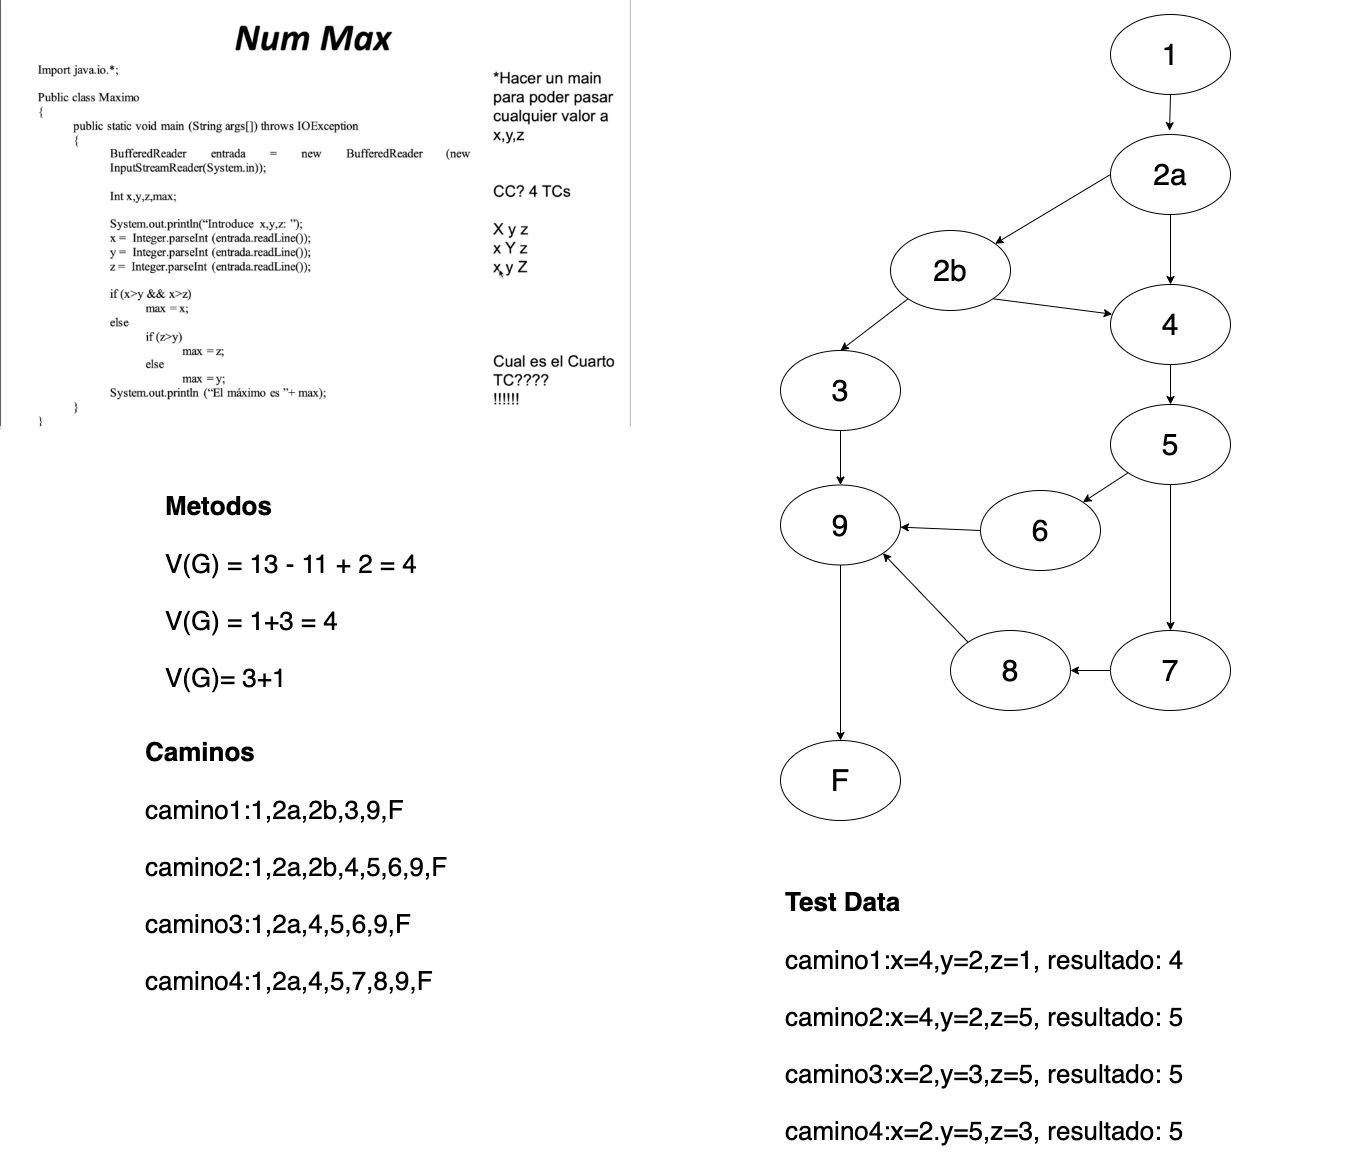 Num Max
Import java.io.*;
Public class Maximo
{
public static void main (String args[]) throws IOException
{
BufferedReader entrada = new BufferedReader (new
InputStreamReader(System.in));
Int x,y,z,max;
System.out.println(“Introduce x,y,z: ”);
x = Integer.parseInt (entrada.readLine());
y = Integer.parseInt (entrada.readLine());
z = Integer.parseInt (entrada.readLine());
if (x>y && x>z)
max = x;
else
if (z>y)
max = z;
else
max = y;
System.out.println (“El máximo es ”+ max);
}
}
*Hacer un main
para poder pasar
cualquier valor a
x,y,z
CC? 4 TCs
X y z
x Y z
x y Z
Cual es el Cuarto
TC????
!!!!!!
1
2a
2b
4
3
5
9
6
8
7
F
Metodos
V(G) = 13 - 11 + 2 = 4
V(G) = 1+3 = 4
V(G)= 3+1
Caminos
camino1:1,2a,2b,3,9,F
camino2:1,2a,2b,4,5,6,9,F
camino3:1,2a,4,5,6,9,F
camino4:1,2a,4,5,7,8,9,F
Test Data
camino1:x=4,y=2,z=1, resultado: 4
camino2:x=4,y=2,z=5, resultado: 5
camino3:x=2,y=3,z=5, resultado: 5
camino4:x=2.y=5,z=3, resultado: 5